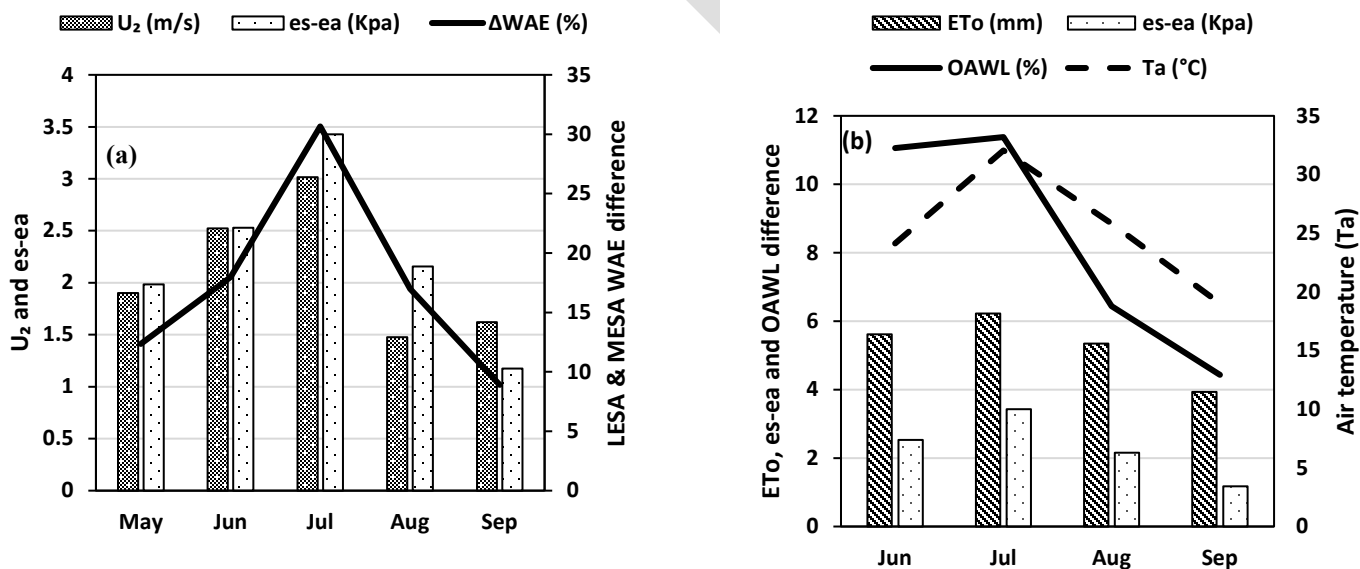 U₂ (m/s) es-ea (Kpa) ΔWAE (%)
4
3.5
3
2.5
2
1.5
1
0.5
0
U₂ and es-ea
(a)
35
30
25
20
15
10
5
0
LESA & MESA WAE difference
May Jun Jul Aug Sep
ETo (mm) es-ea (Kpa)
OAWL (%) Ta (°C)
12
10
8
6
4
2
0
ETo, es-ea and OAWL difference
(b)
35
30
25
20
15
10
5
0
Air temperature (Ta)
Jun Jul Aug Sep